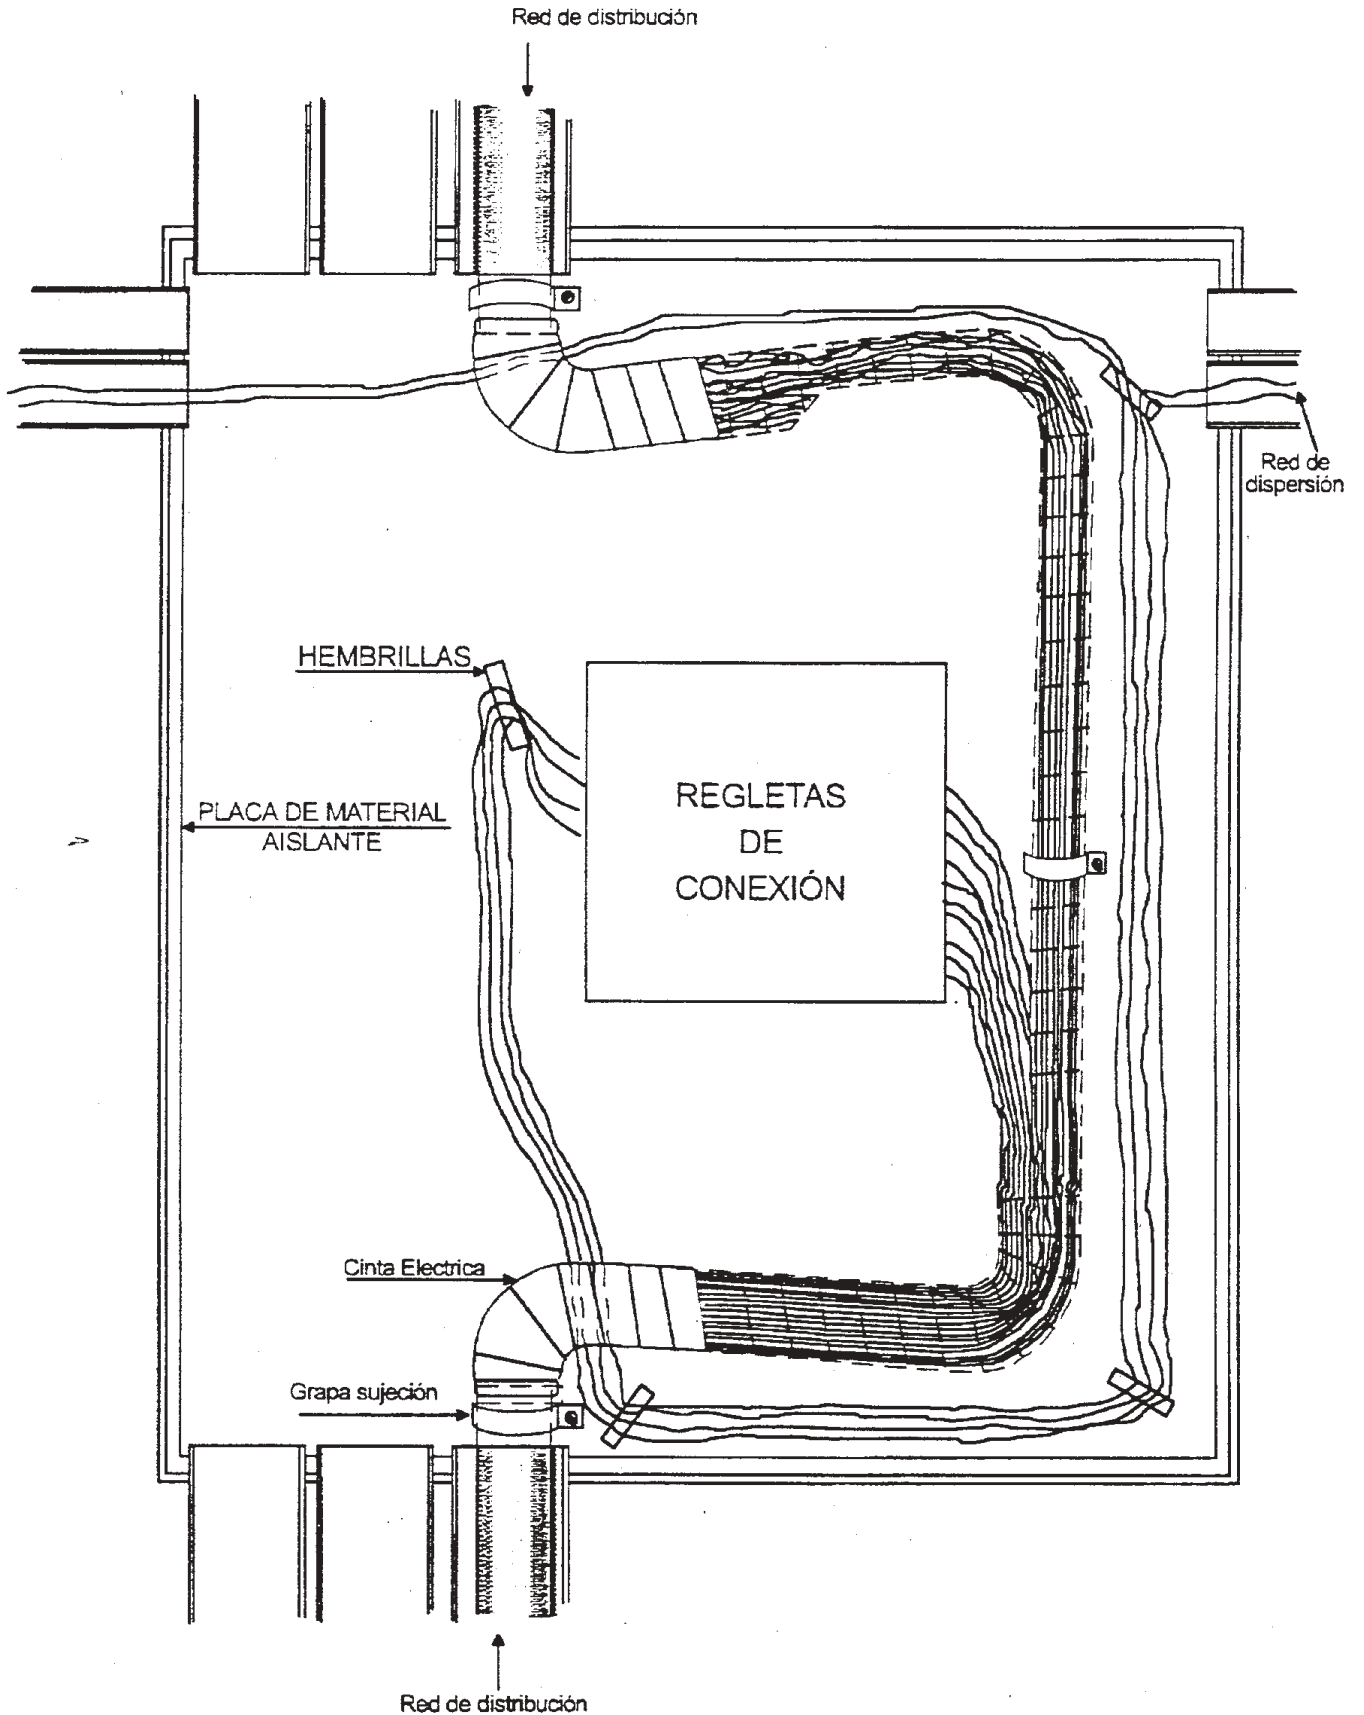 Red de distribución
Red de
dispersión
HEMBRILLAS
PLACA DE MATERIAL
AISLANTE
REGLETAS
DE
CONEXIÓN
Cinta Electrica
Grapa sujeción
Red de distribución